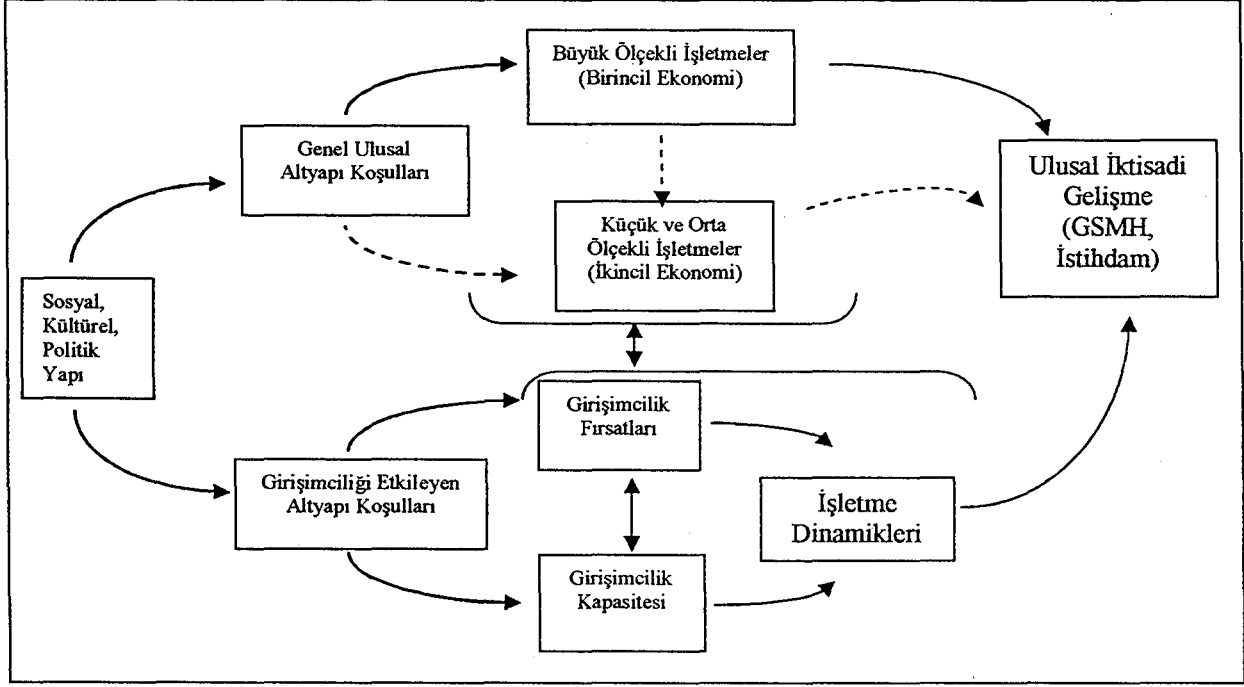 Büyük Ölçekli İşletmeler
(Birincil Ekonomi)
Genel Ulusal
Altyapı Koşulları
Küçük ve Orta
Ölçekli İşletmeler
(İkincil Ekonomi)
Ulusal İktisadi
Gelişme
(GSMH,
İstihdam)
Sosyal,
Kültürel,
Politik
Yapı
Girişimcilik
Fırsatları
Girişimciliği Etkileyen
Altyapı Koşulları
İşletme
Dinamikleri
Girişimcilik
Kapasitesi